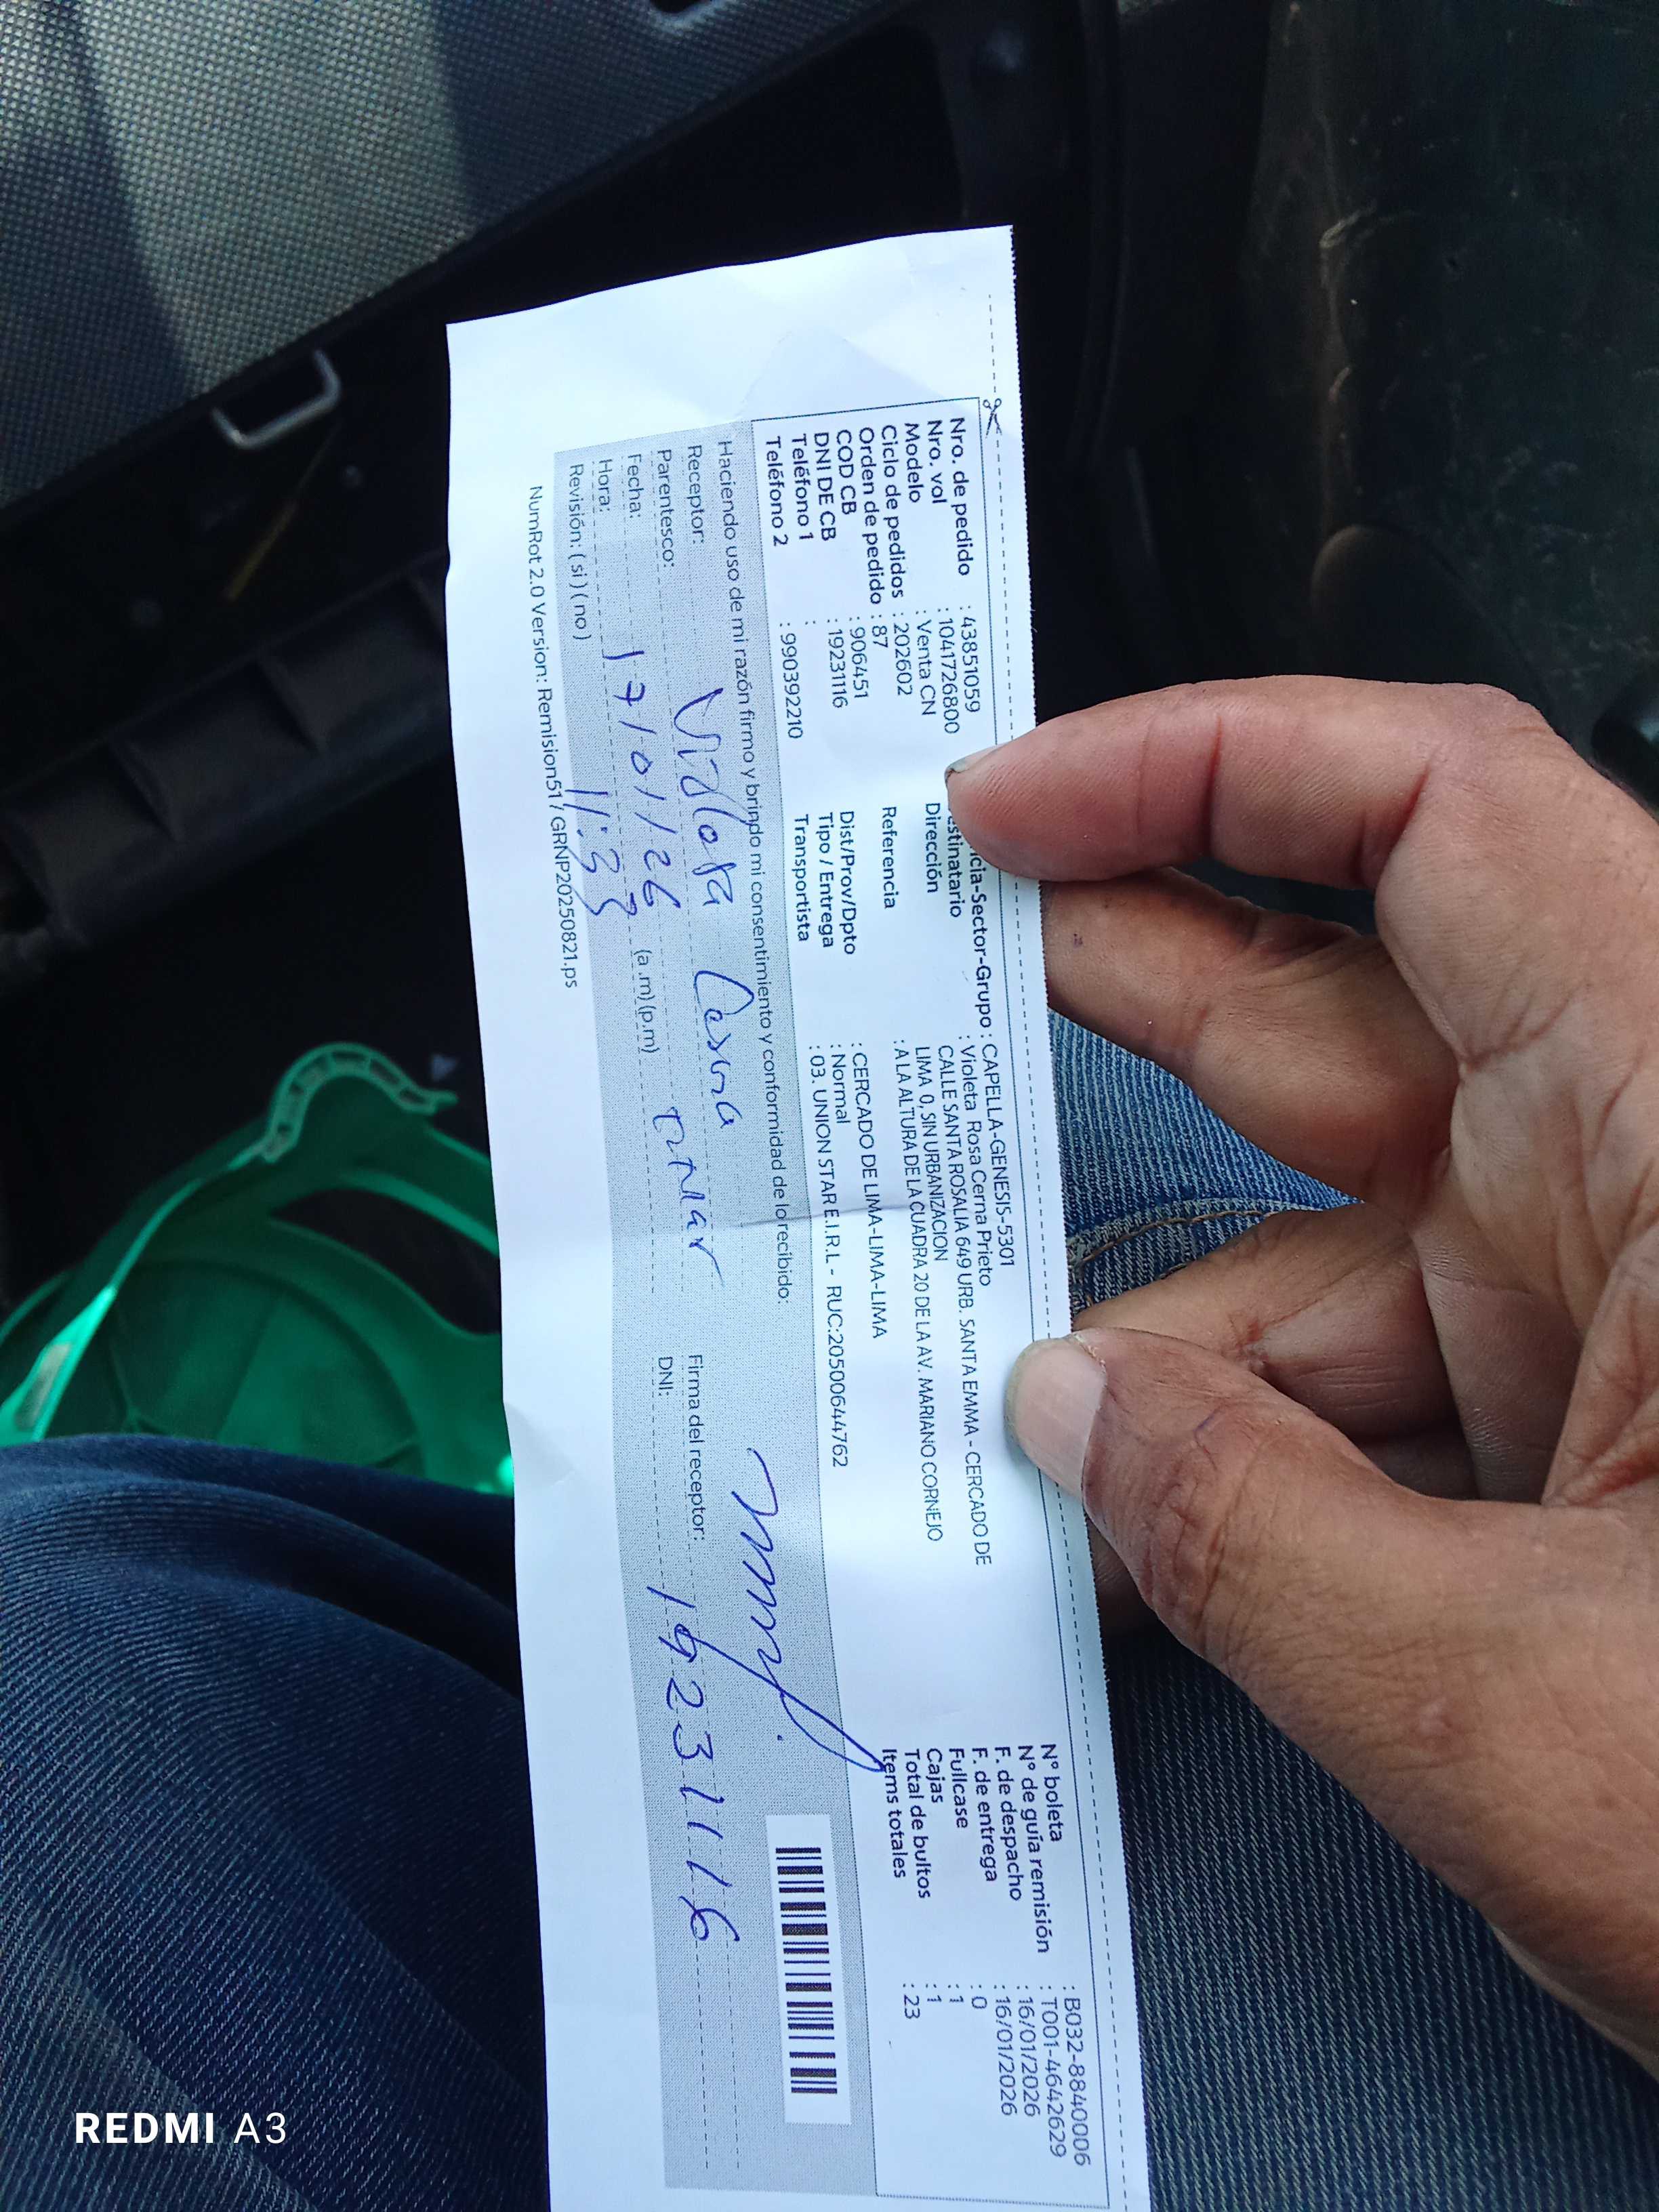 Nro. de pedido : 43851059
Nro. vol : 1041726800
Modelo : Venta CN
Ciclo de pedidos : 202602
Orden de pedido : 87
COD CB : 906451
DNI DE CB : 19231116
Teléfono 1 :
Teléfono 2 : 990392210
icia-Sector-Grupo : CAPELLA-GENESIS-5301
estinatario : Violeta Rosa Cerna Prieto
Dirección CALLE SANTA ROSALIA 649 URB. SANTA EMMA - CERCADO DE
LIMA 0, SIN URBANIZACION
Referencia : A LA ALTURA DE LA CUADRA 20 DE LA AV. MARIANO CORNEJO
Dist/Prov/Dpto : CERCADO DE LIMA-LIMA-LIMA
Tipo / Entrega : Normal
Transportista : 03. UNION STAR E.I.R.L - RUC:20500644762
N° boleta : B032-8840006
N° de guía remisión : T001-4642629
F. de despacho : 16/01/2026
F. de entrega : 16/01/2026
Fullcase : 0
Cajas : 1
Total de bultos : 1
Items totales : 23
Haciendo uso de mi razón firmo y brindo mi consentimiento y conformidad de lo recibido:
Receptor: Violeta Cerna
Parentesco: titular
Fecha: 17/01/26
Hora: 11:35 (a.m) (p.m)
Revisión: ( si ) ( no )
Firma del receptor:
DNI: 19231116
NumRot 2.0 Version: Remision51 / GRNP20250821.ps
REDMI A3